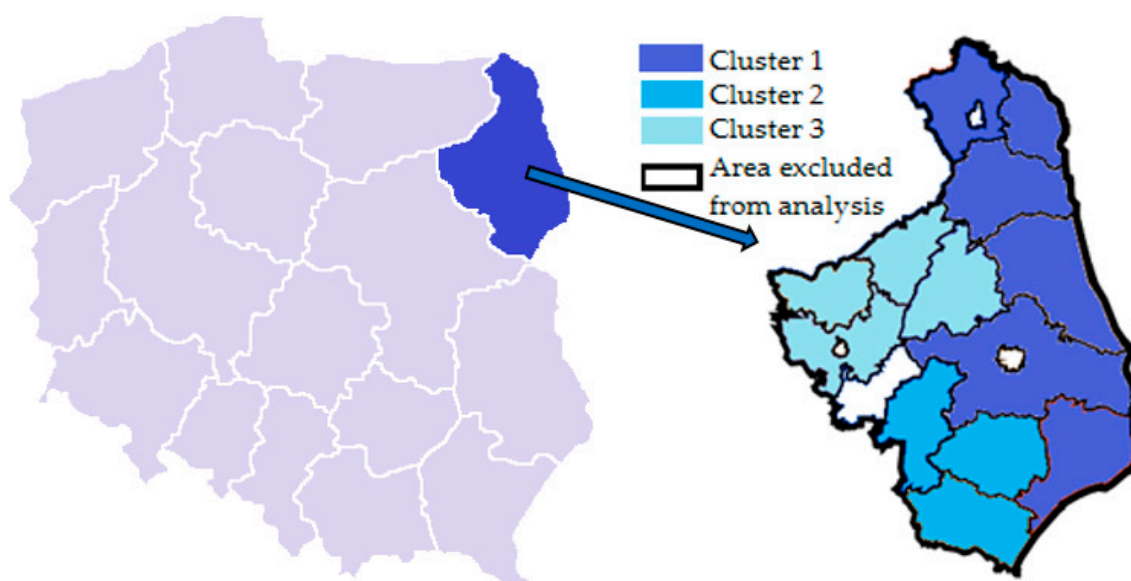 Cluster 1
Cluster 2
Cluster 3
Area excluded
from analysis